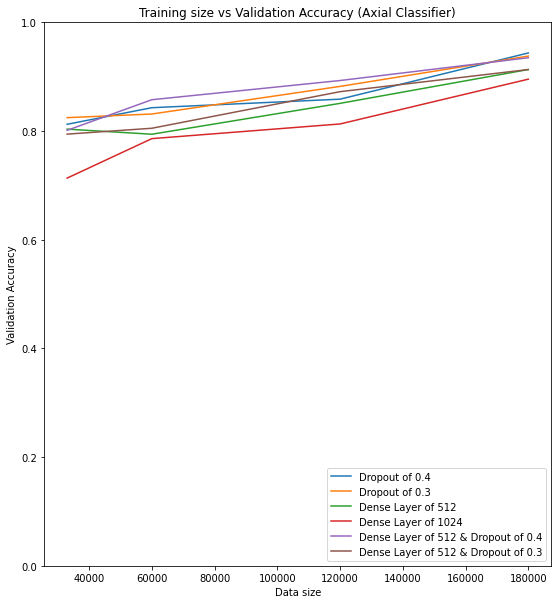 Training size vs Validation Accuracy (Axial Classifier)
1.0
0.8
0.6
0.4
0.2
0.0
Validation Accuracy
Dropout of 0.4
Dropout of 0.3
Dense Layer of 512
Dense Layer of 1024
Dense Layer of 512 & Dropout of 0.4
Dense Layer of 512 & Dropout of 0.3
40000 60000 80000 100000 120000 140000 160000 180000
Data size